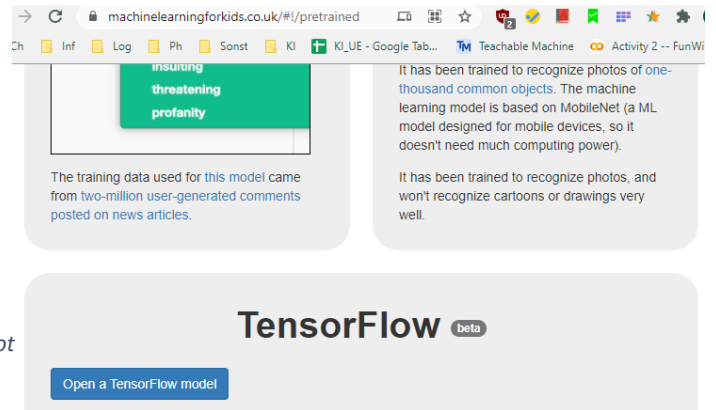 machinelearningforkids.co.uk/#!/pretrained
2
Ch Inf Log Ph Sonst KI KI_UE - Google Tab... TM Teachable Machine CO Activity 2 -- FunWi
insulting
threatening
profanity
The training data used for this model came
from two-million user-generated comments
posted on news articles.
It has been trained to recognize photos of one-
thousand common objects. The machine
learning model is based on MobileNet (a ML
model designed for mobile devices, so it
doesn't need much computing power).
It has been trained to recognize photos, and
won't recognize cartoons or drawings very
well.
ot
TensorFlow beta
Open a TensorFlow model